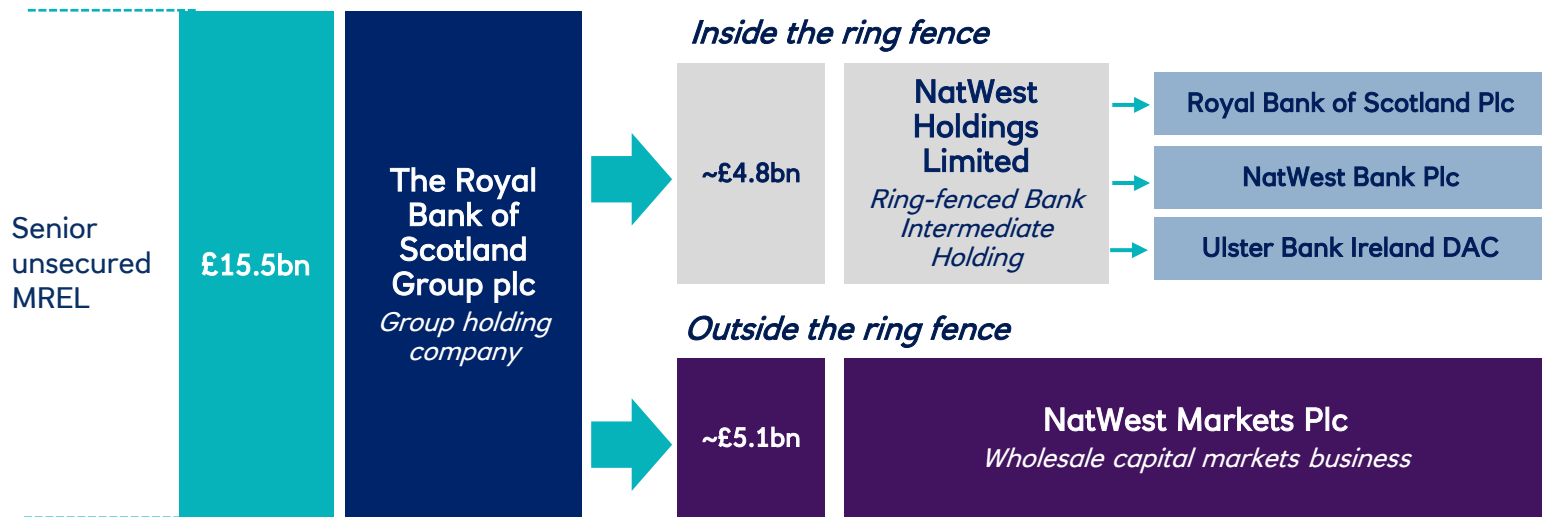 Senior
unsecured
MREL
£15.5bn
The Royal
Bank of
Scotland
Group plc
Group holding
company
Inside the ring fence
~£4.8bn
NatWest
Holdings
Limited
Ring-fenced Bank
Intermediate
Holding
Royal Bank of Scotland Plc
NatWest Bank Plc
Ulster Bank Ireland DAC
Outside the ring fence
~£5.1bn
NatWest Markets Plc
Wholesale capital markets business